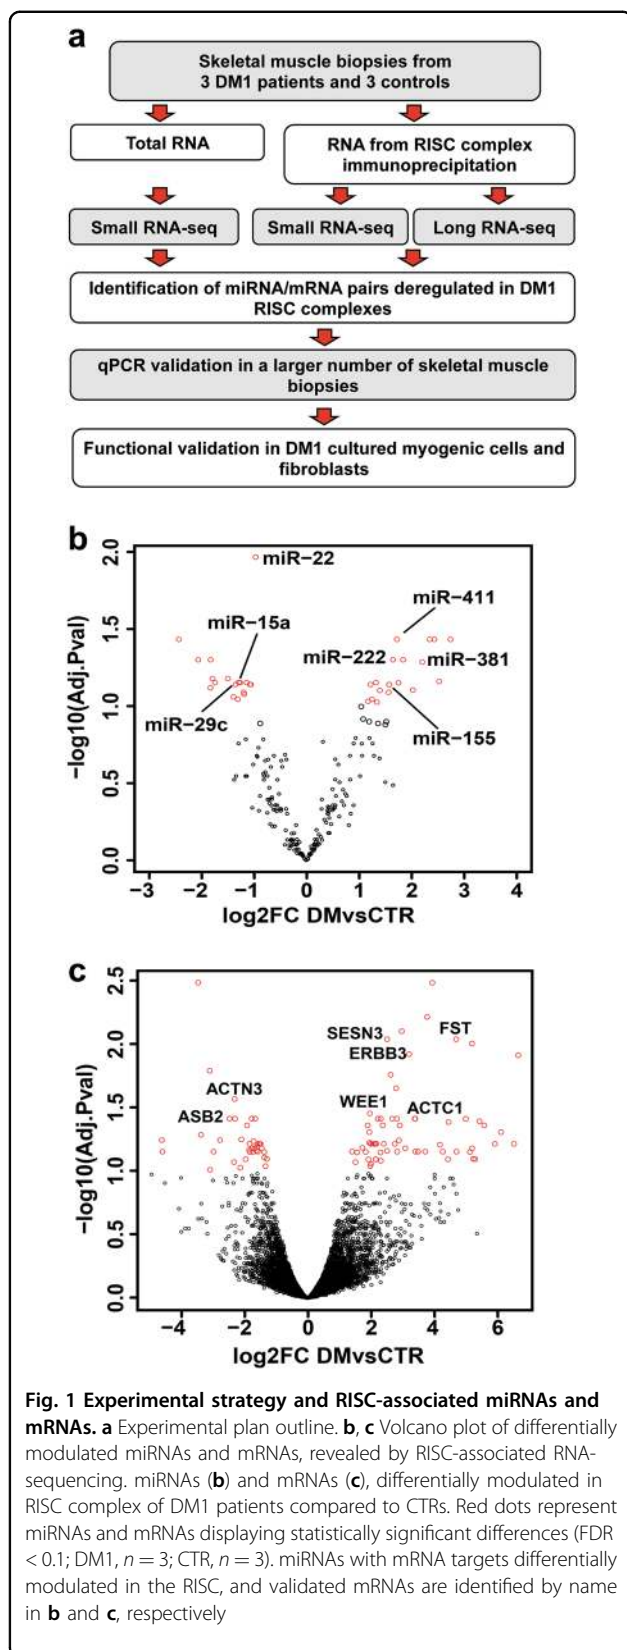 a
Skeletal muscle biopsies from
3 DM1 patients and 3 controls
Total RNA
RNA from RISC complex
immunoprecipitation
Small RNA-seq
Small RNA-seq
Long RNA-seq
Identification of miRNA/mRNA pairs deregulated in DM1
RISC complexes
qPCR validation in a larger number of skeletal muscle
biopsies
Functional validation in DM1 cultured myogenic cells and
fibroblasts
b
−log10(Adj.Pval)
2.0
1.5
1.0
0.5
0.0
miR−22
miR−411
miR−15a
miR−222
miR−381
miR−29c
miR−155
−3 −2 −1 0 1 2 3 4
log2FC DMvsCTR
c
−log10(Adj.Pval)
2.5
2.0
1.5
1.0
0.5
0.0
SESN3
FST
ERBB3
ACTN3
WEE1
ACTC1
ASB2
−4 −2 0 2 4 6
log2FC DMvsCTR
Fig. 1 Experimental strategy and RISC-associated miRNAs and
mRNAs. a Experimental plan outline. b, c Volcano plot of differentially
modulated miRNAs and mRNAs, revealed by RISC-associated RNA-
sequencing. miRNAs (b) and mRNAs (c), differentially modulated in
RISC complex of DM1 patients compared to CTRs. Red dots represent
miRNAs and mRNAs displaying statistically significant differences (FDR
< 0.1; DM1, n = 3; CTR, n = 3). miRNAs with mRNA targets differentially
modulated in the RISC, and validated mRNAs are identified by name
in b and c, respectively